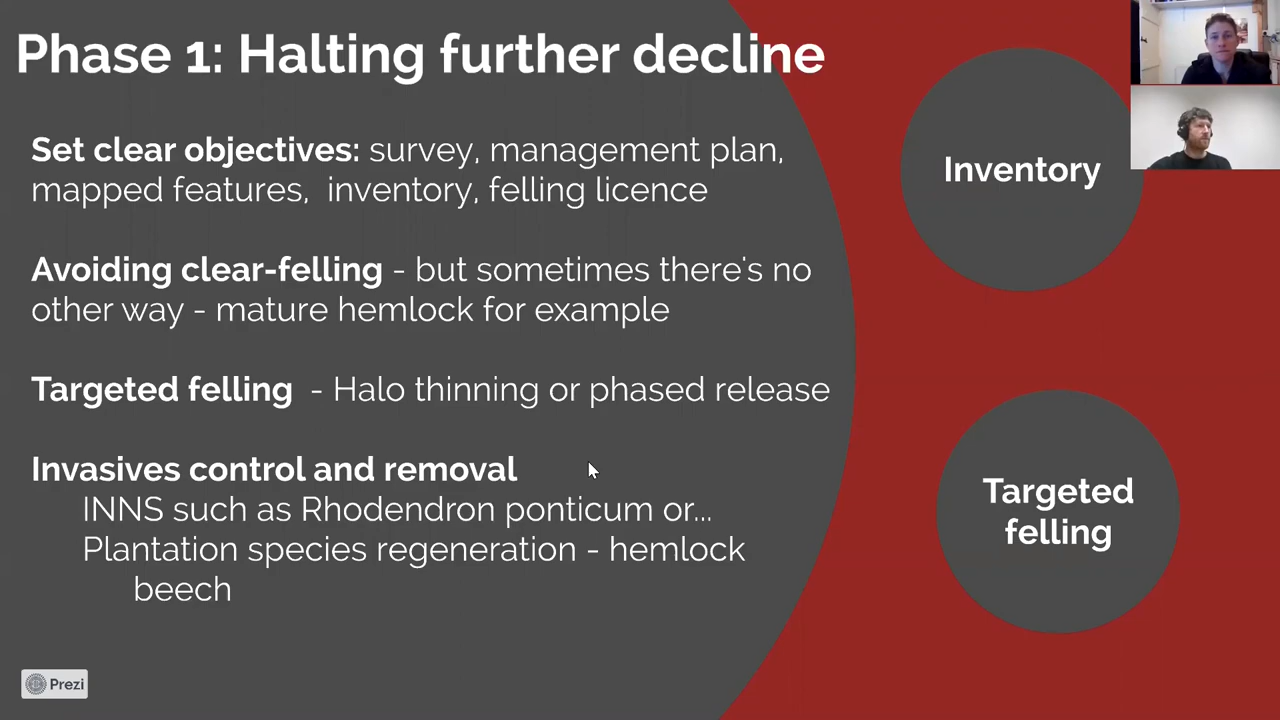 Phase 1: Halting further decline
Set clear objectives: survey, management plan,
mapped features, inventory, felling licence
Avoiding clear-felling - but sometimes there's no
other way - mature hemlock for example
Targeted felling - Halo thinning or phased release
Invasives control and removal
INNS such as Rhodendron ponticum or...
Plantation species regeneration - hemlock
beech
Inventory
Targeted
felling
Prezi